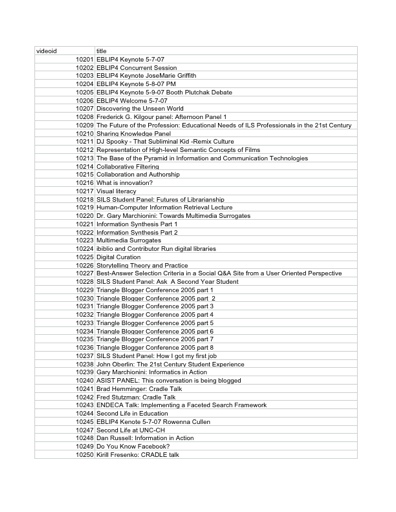 videoid title
10201 EBLIP4 Keynote 5-7-07
10202 EBLIP4 Concurrent Session
10203 EBLIP4 Keynote JoseMarie Griffith
10204 EBLIP4 Keynote 5-8-07 PM
10205 EBLIP4 Keynote 5-9-07 Booth Plutchak Debate
10206 EBLIP4 Welcome 5-7-07
10207 Discovering the Unseen World
10208 Frederick G. Kilgour panel: Afternoon Panel 1
10209 The Future of the Profession: Educational Needs of ILS Professionals in the 21st Century
10210 Sharing Knowledge Panel
10211 DJ Spooky - That Subliminal Kid -Remix Culture
10212 Representation of High-level Semantic Concepts of Films
10213 The Base of the Pyramid in Information and Communication Technologies
10214 Collaborative Filtering
10215 Collaboration and Authorship
10216 What is innovation?
10217 Visual literacy
10218 SILS Student Panel: Futures of Librarianship
10219 Human-Computer Information Retrieval Lecture
10220 Dr. Gary Marchionini: Towards Multimedia Surrogates
10221 Information Synthesis Part 1
10222 Information Synthesis Part 2
10223 Multimedia Surrogates
10224 ibiblio and Contributor Run digital libraries
10225 Digital Curation
10226 Storytelling Theory and Practice
10227 Best-Answer Selection Criteria in a Social Q&A Site from a User Oriented Perspective
10228 SILS Student Panel: Ask A Second Year Student
10229 Triangle Blogger Conference 2005 part 1
10230 Triangle Blogger Conference 2005 part 2
10231 Triangle Blogger Conference 2005 part 3
10232 Triangle Blogger Conference 2005 part 4
10233 Triangle Blogger Conference 2005 part 5
10234 Triangle Blogger Conference 2005 part 6
10235 Triangle Blogger Conference 2005 part 7
10236 Triangle Blogger Conference 2005 part 8
10237 SILS Student Panel: How I got my first job
10238 John Oberlin: The 21st Century Student Experience
10239 Gary Marchionini: Informatics in Action
10240 ASIST PANEL: This conversation is being blogged
10241 Brad Hemminger: Cradle Talk
10242 Fred Stutzman: Cradle Talk
10243 ENDECA Talk: Implementing a Faceted Search Framework
10244 Second Life in Education
10245 EBLIP4 Kenote 5-7-07 Rowenna Cullen
10247 Second Life at UNC-CH
10248 Dan Russell: Information in Action
10249 Do You Know Facebook?
10250 Kirill Fresenko: CRADLE talk